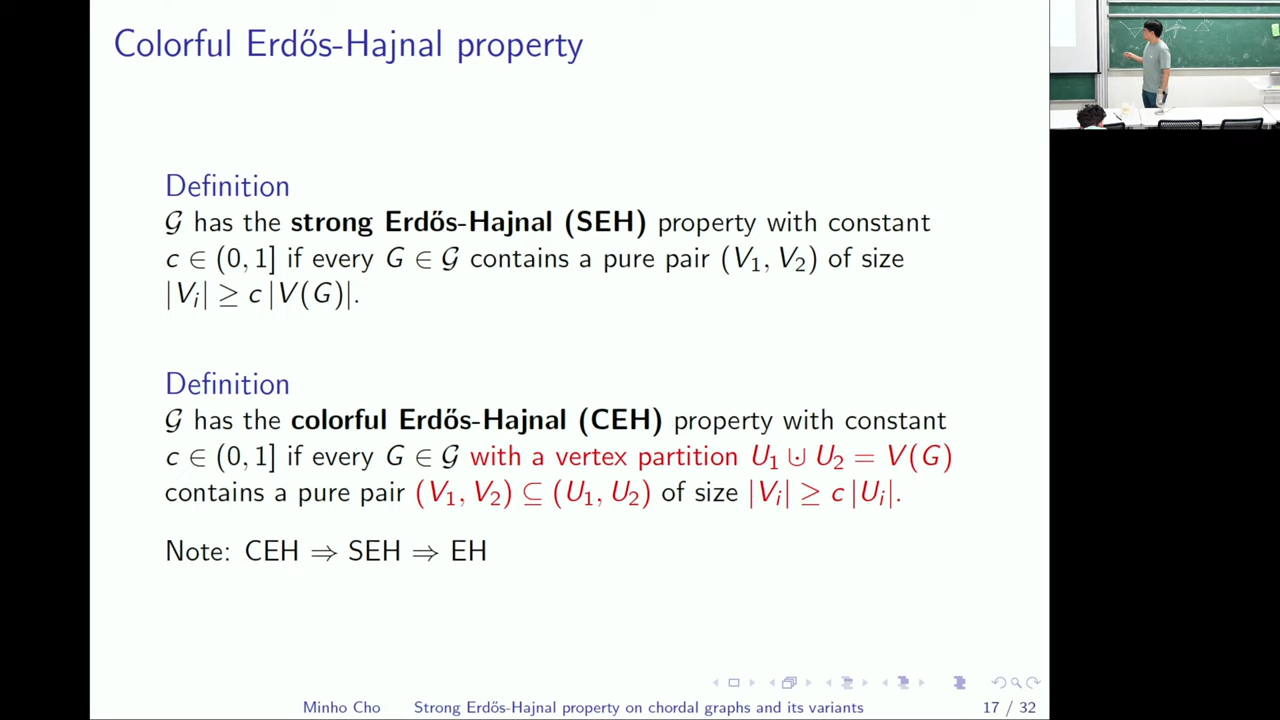 Colorful Erdős-Hajnal property
Definition
𝒢 has the strong Erdős-Hajnal (SEH) property with constant
c ∈ (0, 1] if every G ∈ 𝒢 contains a pure pair (V₁, V₂) of size
|Vᵢ| ≥ c |V(G)|.
Definition
𝒢 has the colorful Erdős-Hajnal (CEH) property with constant
c ∈ (0, 1] if every G ∈ 𝒢 with a vertex partition U₁ ⊍ U₂ = V(G)
contains a pure pair (V₁, V₂) ⊆ (U₁, U₂) of size |Vᵢ| ≥ c |Uᵢ|.
Note: CEH ⇒ SEH ⇒ EH
Minho Cho Strong Erdős-Hajnal property on chordal graphs and its variants 17 / 32